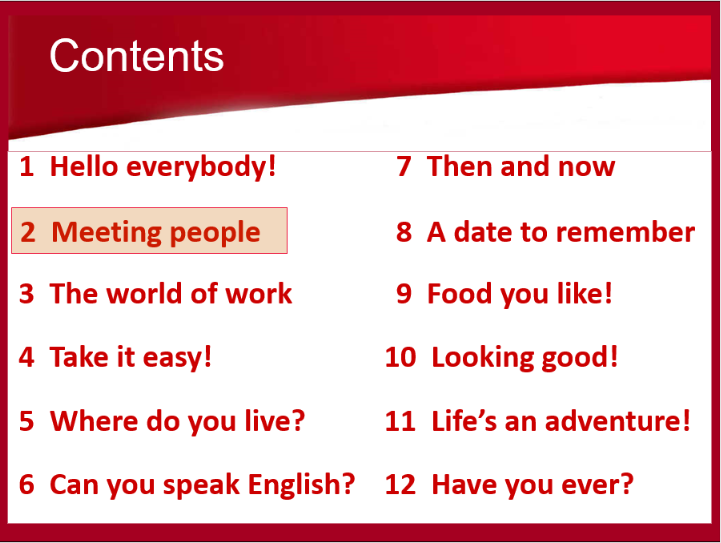 Contents
1 Hello everybody!
2 Meeting people
3 The world of work
4 Take it easy!
5 Where do you live?
6 Can you speak English?
7 Then and now
8 A date to remember
9 Food you like!
10 Looking good!
11 Life’s an adventure!
12 Have you ever?